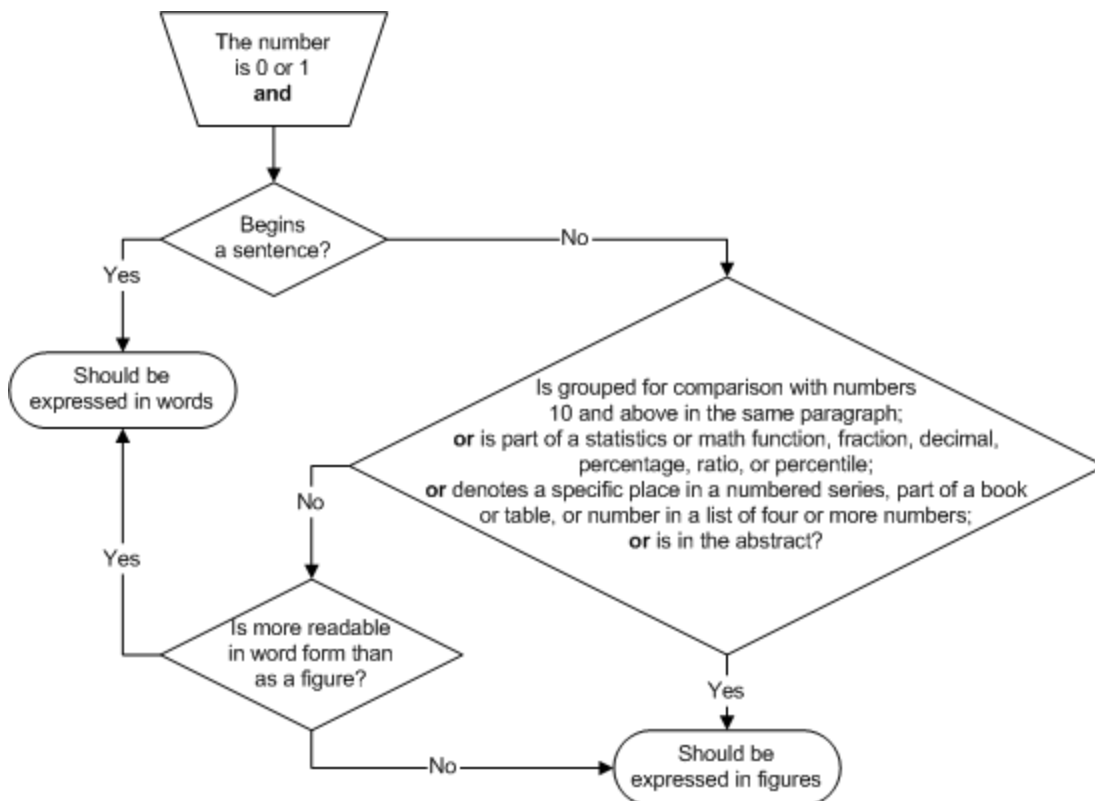 The number
is 0 or 1
and
Begins
a sentence?
No
Yes
Should be
expressed in words
Is grouped for comparison with numbers
10 and above in the same paragraph;
or is part of a statistics or math function, fraction, decimal,
percentage, ratio, or percentile;
or denotes a specific place in a numbered series, part of a book
or table, or number in a list of four or more numbers;
or is in the abstract?
No
Yes
Is more readable
in word form than
as a figure?
Yes
No
Should be
expressed in figures